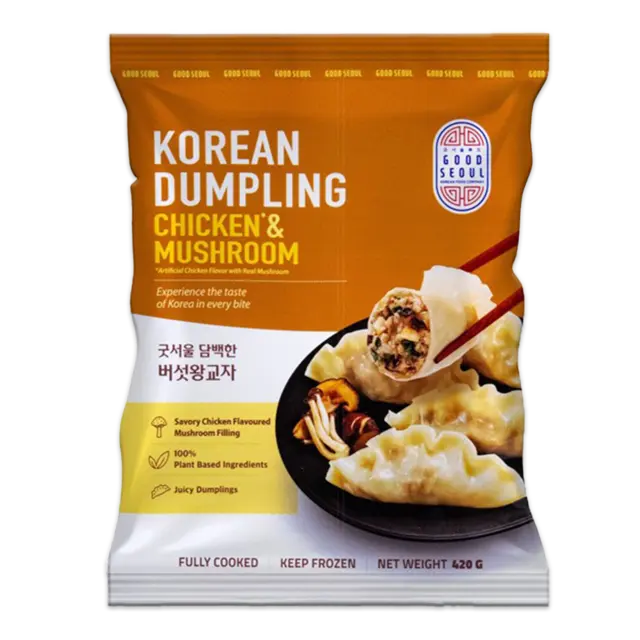 GOOD SEOUL GOOD SEOUL GOOD SEOUL GOOD SEOUL GOOD SEOUL GOOD SEOUL GOOD SEOUL GOOD SEOUL
KOREAN
DUMPLING
CHICKEN*&
MUSHROOM
*Artificial Chicken Flavor with Real Mushroom
Experience the taste
of Korea in every bite
GOOD
SEOUL
KOREAN FOOD COMPANY
굿서울 담백한
버섯왕교자
Savory Chicken Flavoured
Mushroom Filling
100%
Plant Based Ingredients
Juicy Dumplings
FULLY COOKED KEEP FROZEN NET WEIGHT 420 G